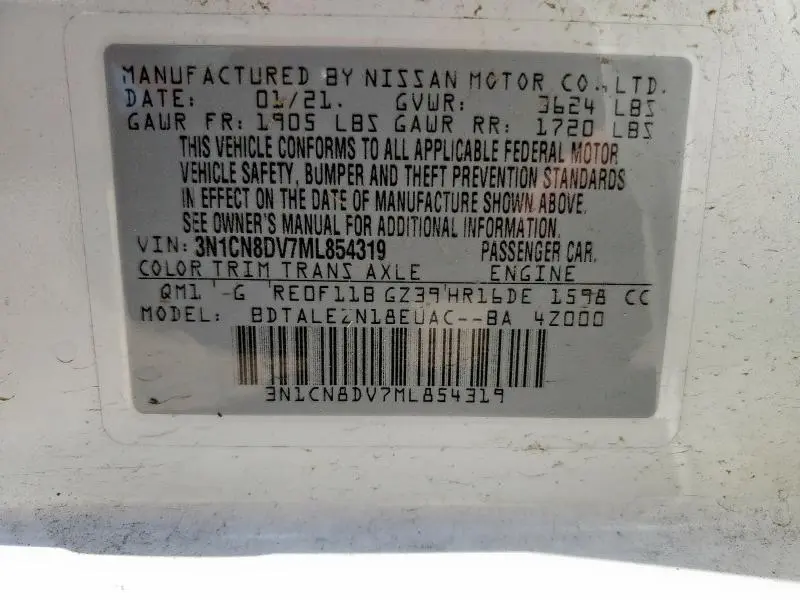 MANUFACTURED BY NISSAN MOTOR CO., LTD.
DATE: 01/21. GVWR: 3624 LBS
GAWR FR: 1905 LBS GAWR RR: 1720 LBS
THIS VEHICLE CONFORMS TO ALL APPLICABLE FEDERAL MOTOR
VEHICLE SAFETY, BUMPER AND THEFT PREVENTION STANDARDS
IN EFFECT ON THE DATE OF MANUFACTURE SHOWN ABOVE.
SEE OWNER'S MANUAL FOR ADDITIONAL INFORMATION.
VIN: 3N1CN8DV7ML854319 PASSENGER CAR.
COLOR TRIM TRANS AXLE ENGINE
QM1 '-G 'RE0F11B GZ39'HR16DE 1598 CC
MODEL: BDTALEZN18EUAC--BA 4Z000
3N1CN8DV7ML854319